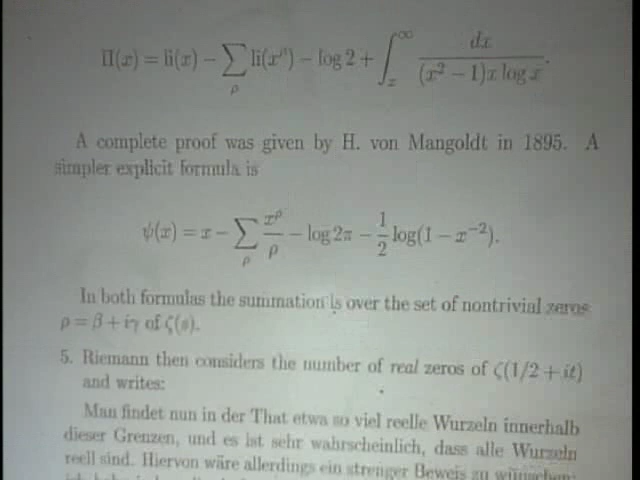 Π(x) = li(x) − ∑_ρ li(x^ρ) − log 2 + ∫_x^∞ dx / ((x² − 1)x log x).
A complete proof was given by H. von Mangoldt in 1895. A
simpler explicit formula is
ψ(x) = x − ∑_ρ x^ρ/ρ − log 2π − 1/2 log(1 − x⁻²).
In both formulas the summation is over the set of nontrivial zeros
ρ = β + iγ of ζ(s).
5. Riemann then considers the number of real zeros of ζ(1/2 + it)
and writes:
Man findet nun in der That etwa so viel reelle Wurzeln innerhalb
dieser Grenzen, und es ist sehr wahrscheinlich, dass alle Wurzeln
reell sind. Hiervon wäre allerdings ein strenger Beweis zu wünschen;